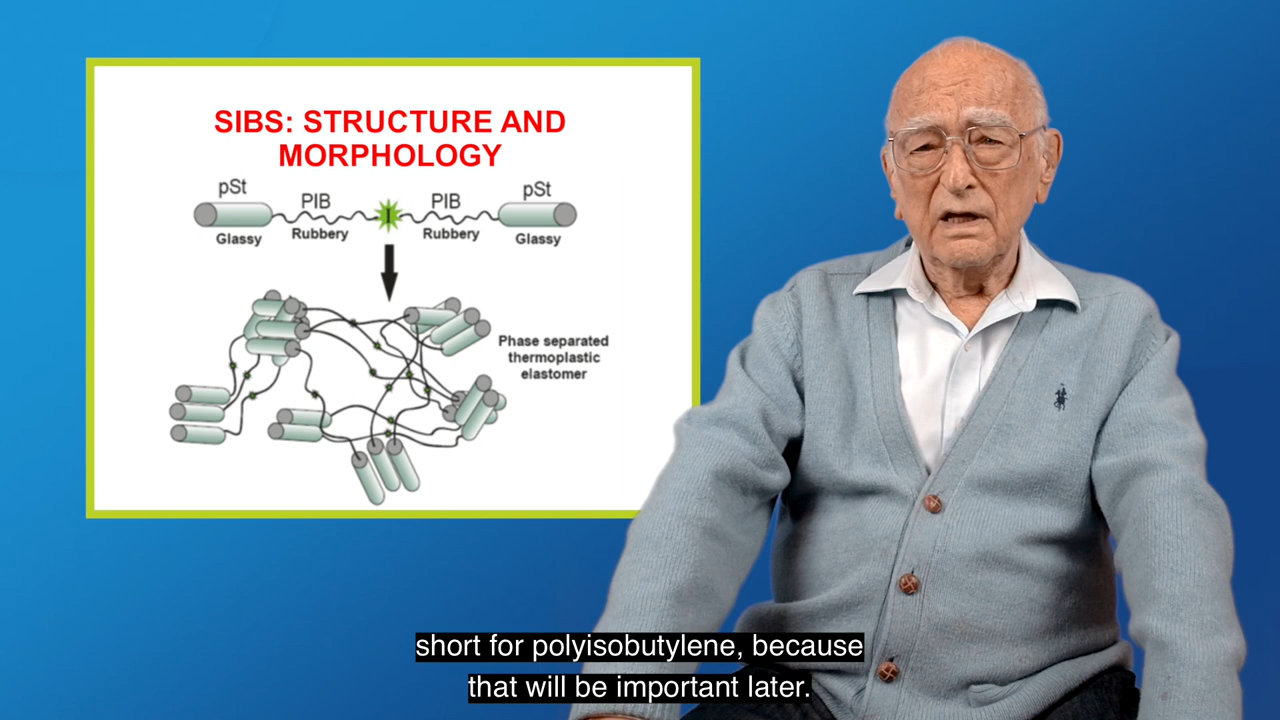 SIBS: STRUCTURE AND
MORPHOLOGY
pSt
PIB
I
PIB
pSt
Glassy
Rubbery
Rubbery
Glassy
Phase separated
thermoplastic
elastomer
short for polyisobutylene, because
that will be important later.